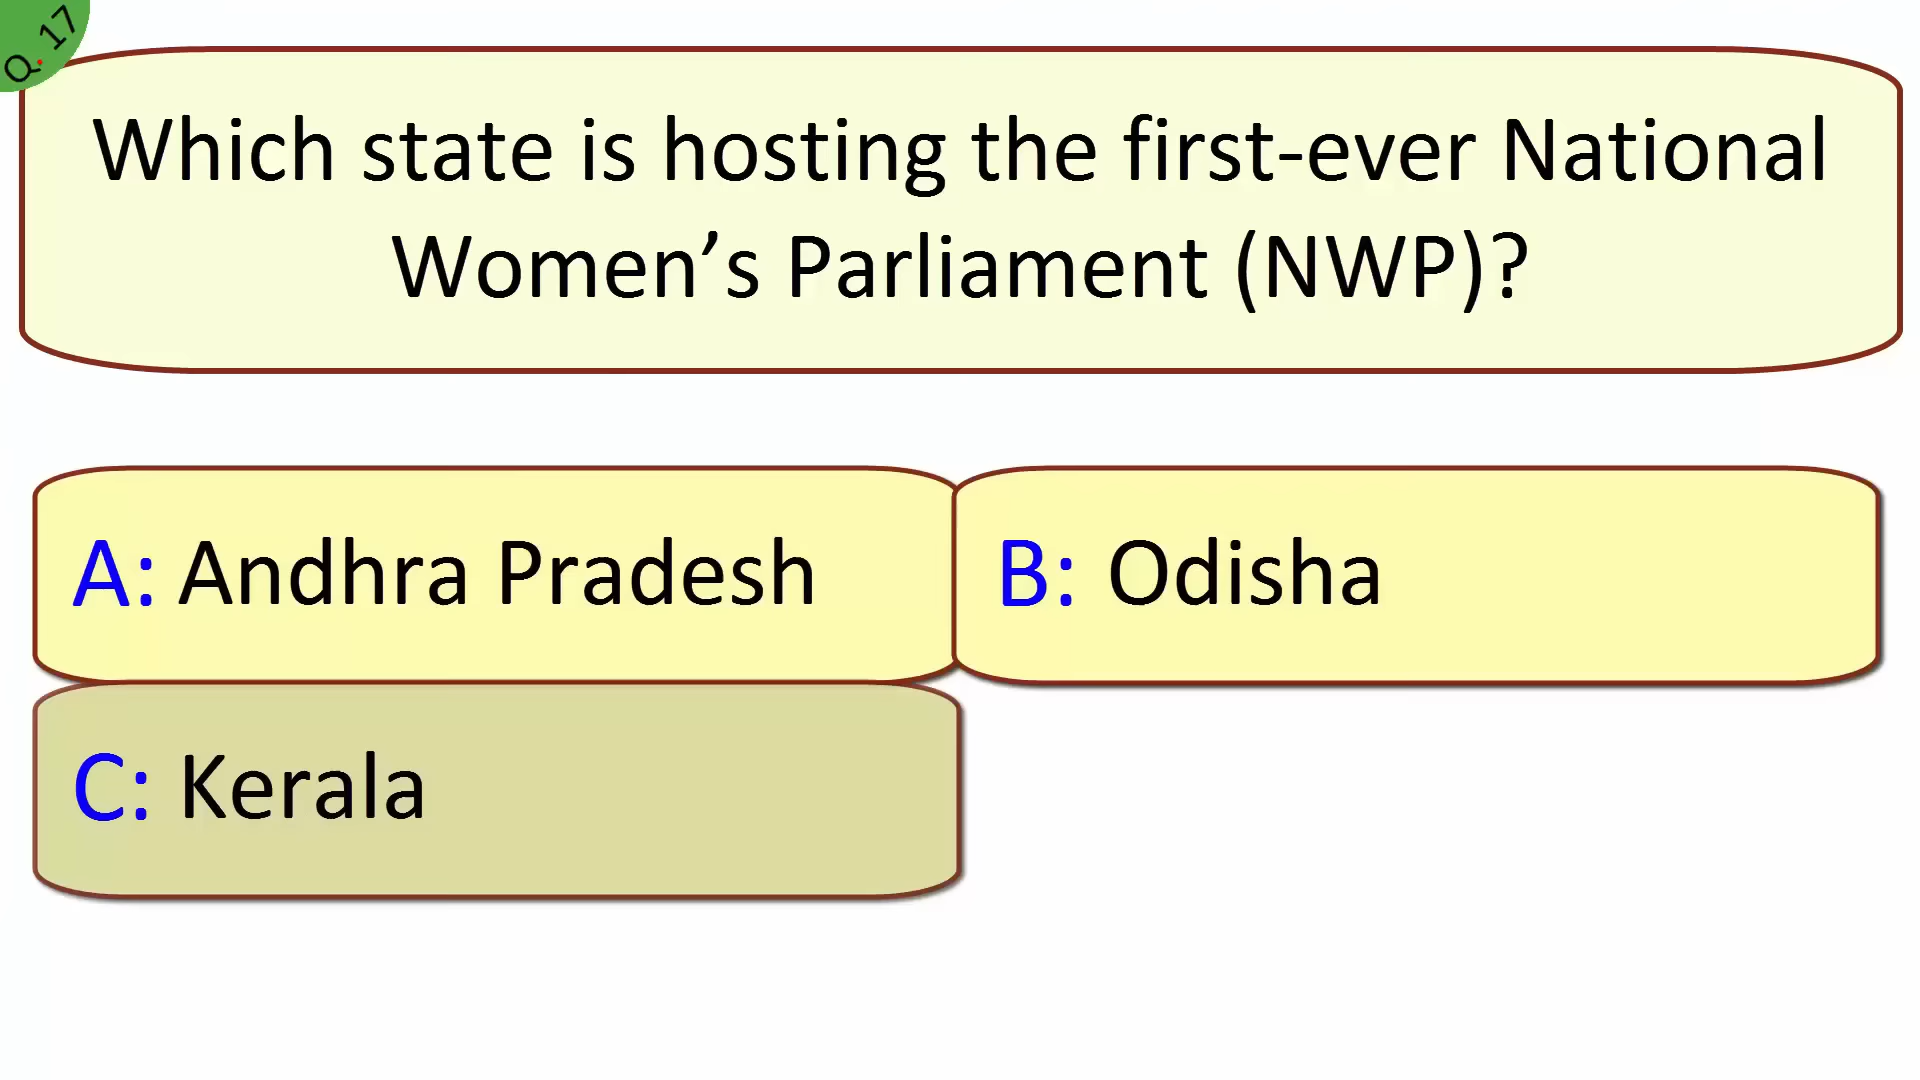 Q. 17
Which state is hosting the first-ever National
Women’s Parliament (NWP)?
A: Andhra Pradesh
B: Odisha
C: Kerala